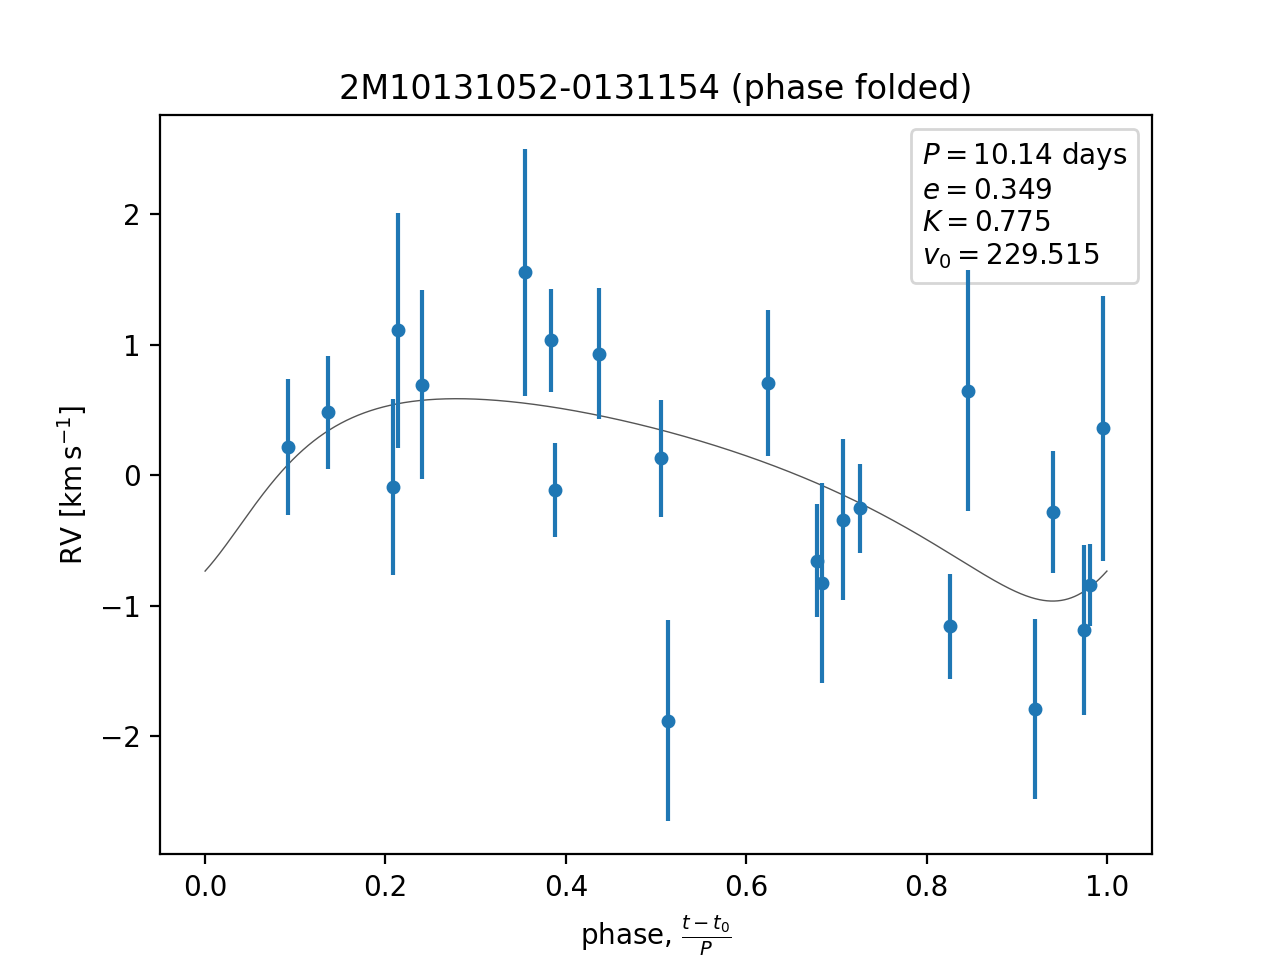 2M10131052-0131154 (phase folded)
P = 10.14 days
e = 0.349
K = 0.775
v₀ = 229.515
RV [km s⁻¹]
2
1
0
−1
−2
0.0 0.2 0.4 0.6 0.8 1.0
phase, (t − t₀)/P